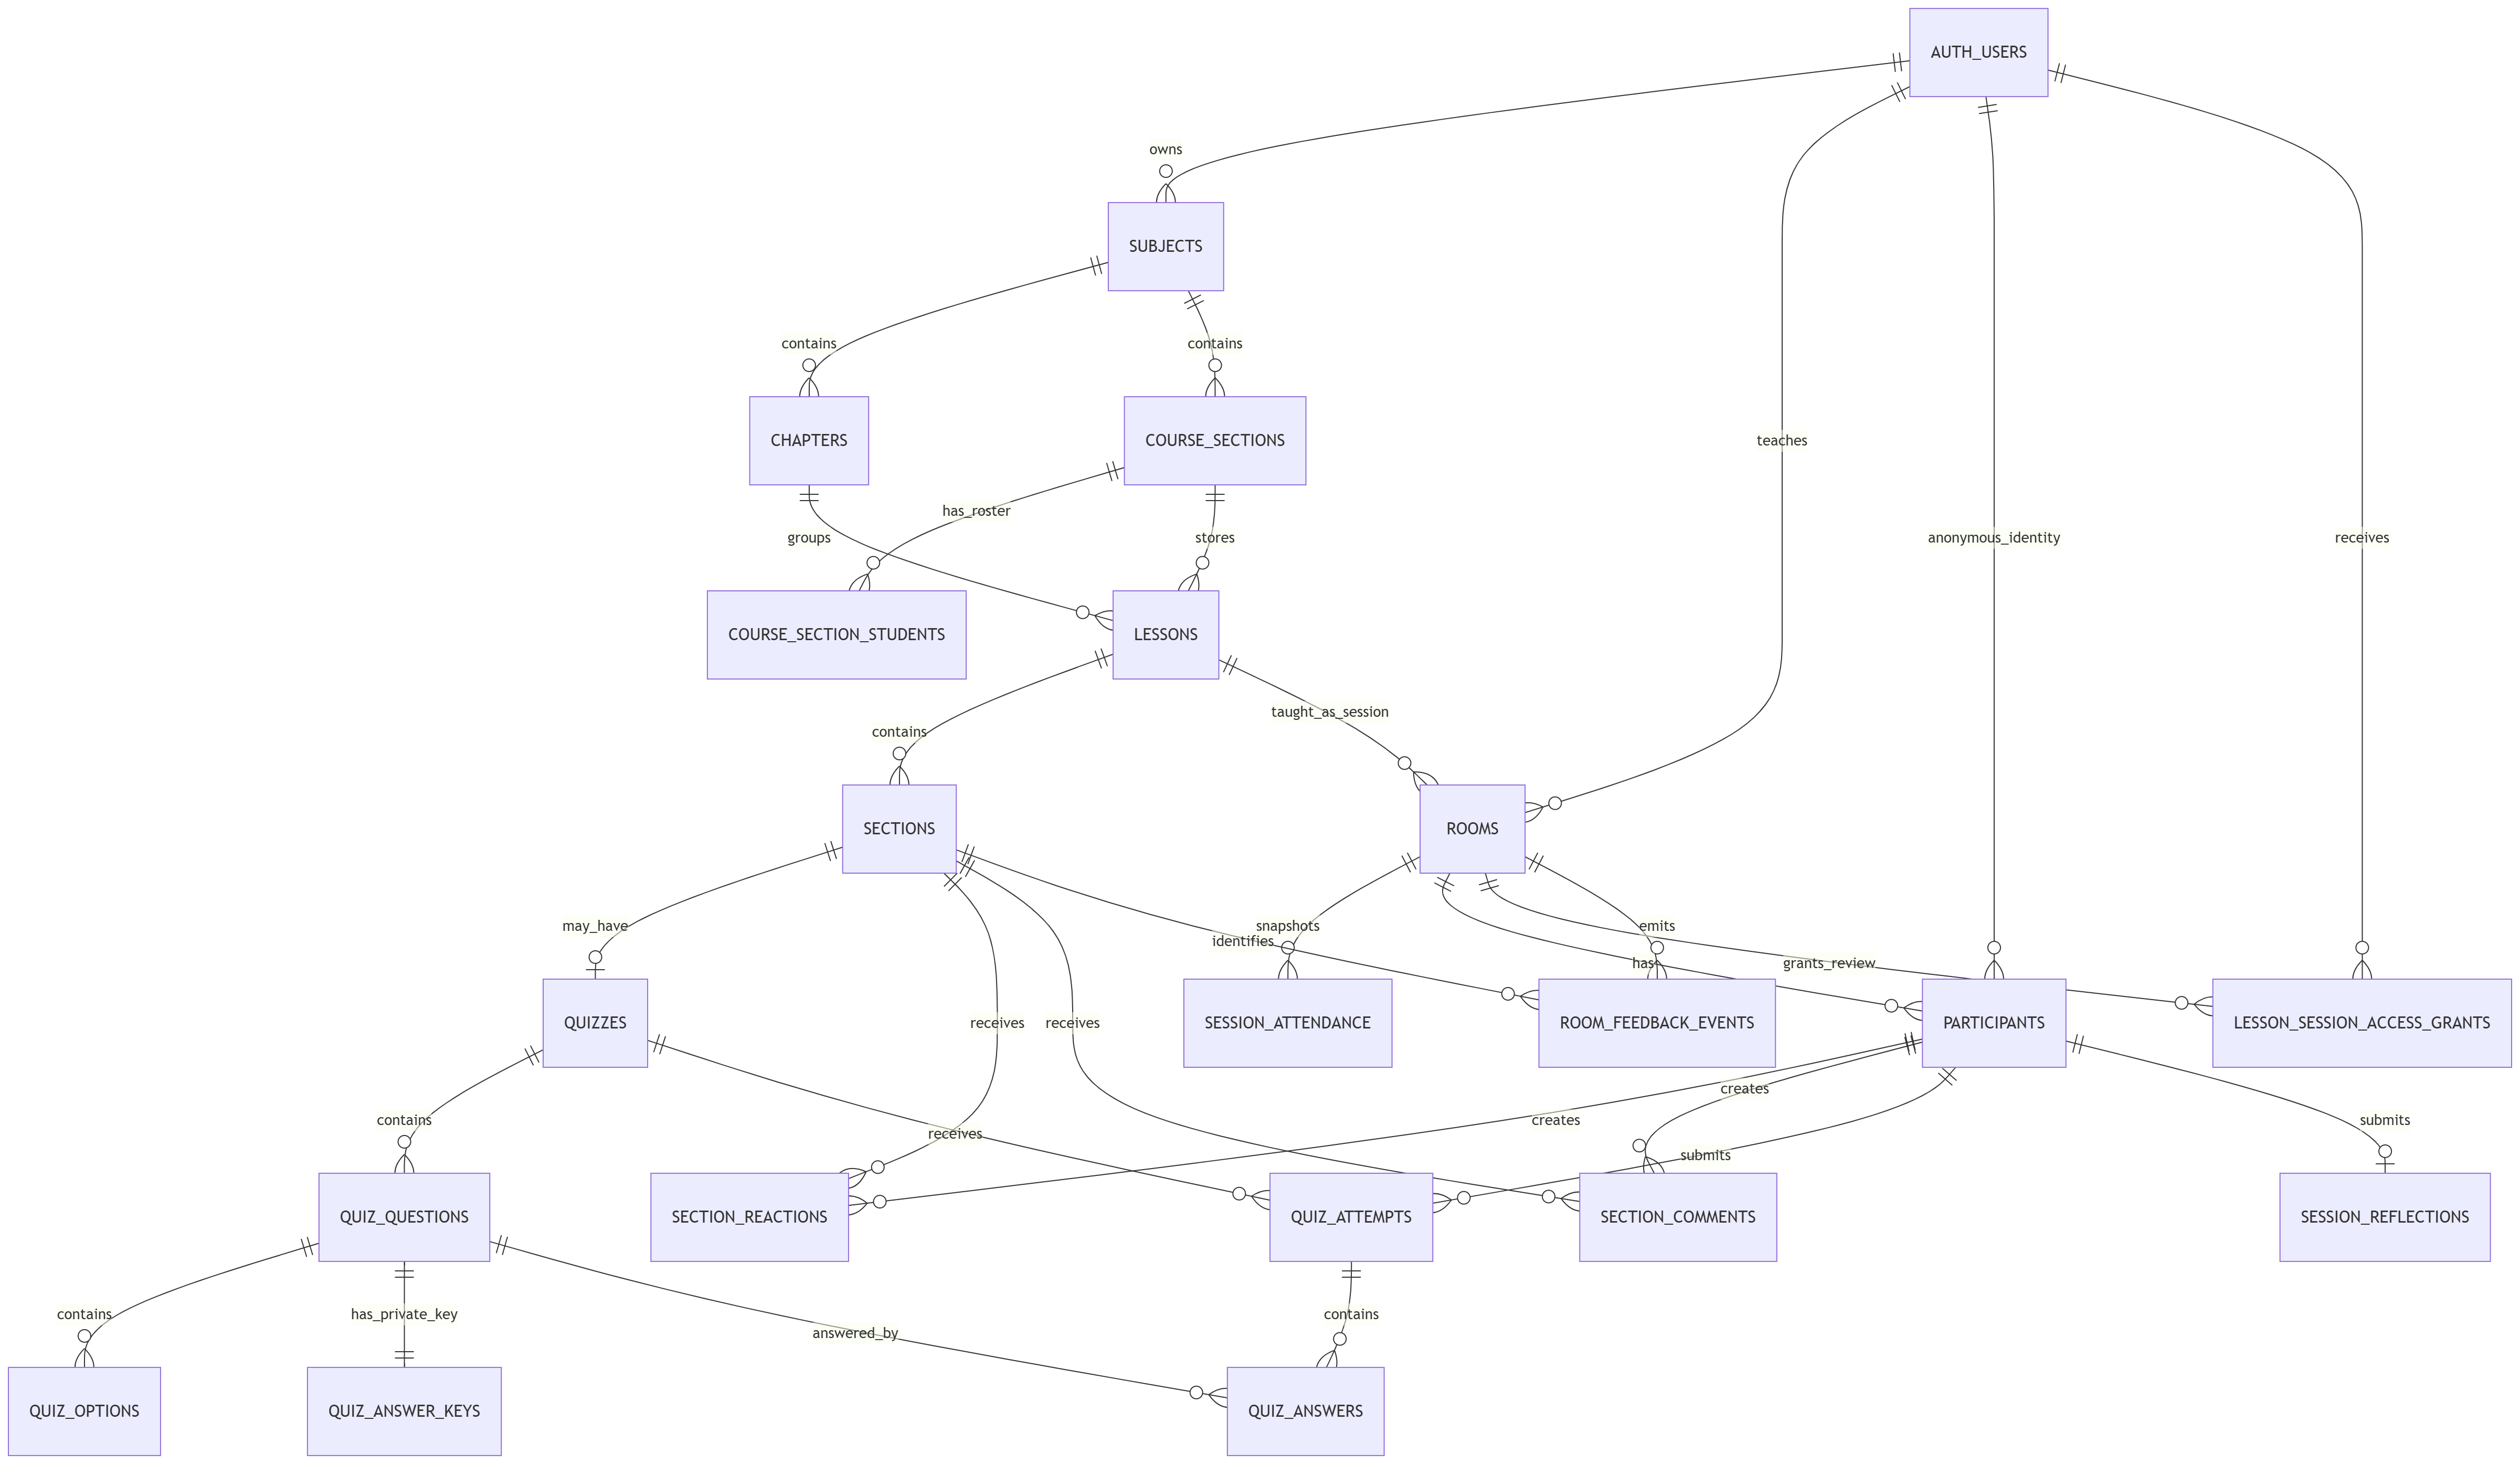 AUTH_USERS
owns
SUBJECTS
contains
contains
CHAPTERS
COURSE_SECTIONS
teaches
has_roster
groups
stores
anonymous_identity
receives
COURSE_SECTION_STUDENTS
LESSONS
taught_as_session
contains
SECTIONS
ROOMS
may_have
snapshots
emits
identifies
has
grants_review
QUIZZES
receives
receives
SESSION_ATTENDANCE
ROOM_FEEDBACK_EVENTS
PARTICIPANTS
LESSON_SESSION_ACCESS_GRANTS
creates
contains
creates
submits
receives
submits
QUIZ_QUESTIONS
SECTION_REACTIONS
QUIZ_ATTEMPTS
SECTION_COMMENTS
SESSION_REFLECTIONS
contains
has_private_key
contains
answered_by
QUIZ_OPTIONS
QUIZ_ANSWER_KEYS
QUIZ_ANSWERS